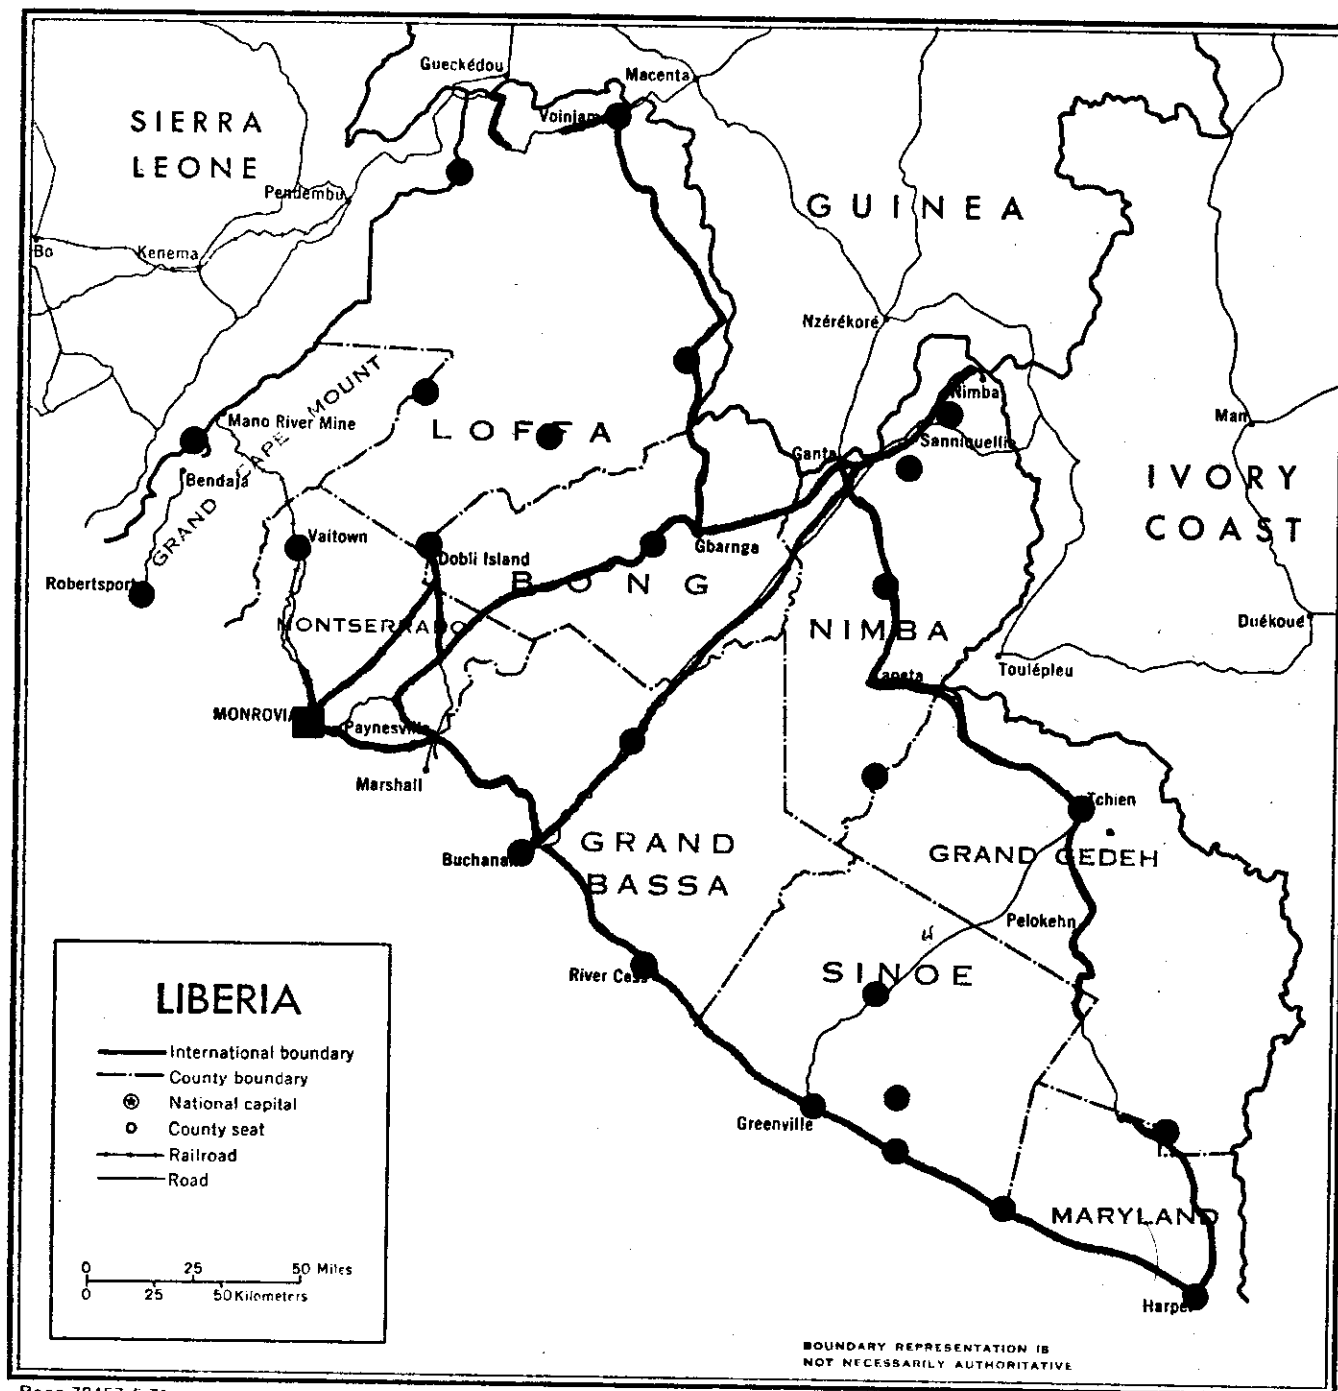 Gueckédou
Macenta
SIERRA
LEONE
Voinjam
Pendembu
GUINEA
Bo
Kenema
Nzérékoré
GRAND CAPE MOUNT
Nimba
Mano River Mine
LOFFA
Man
Sanniquellie
Ganta
Bendaja
IVORY
COAST
Vaitown
Gbarnga
Dobli Island
Robertsport
BONG
MONTSERRADO
NIMBA
Duékoué
Toulépleu
MONROVIA
Paynesville
Marshall
Tchien
GRAND
BASSA
Buchanan
GRAND GEDEH
Pelokehn
River Cess
SINOE
LIBERIA
International boundary
County boundary
National capital
County seat
Railroad
Road
0 25 50 Miles
0 25 50 Kilometers
Greenville
MARYLAND
Harper
BOUNDARY REPRESENTATION IS
NOT NECESSARILY AUTHORITATIVE